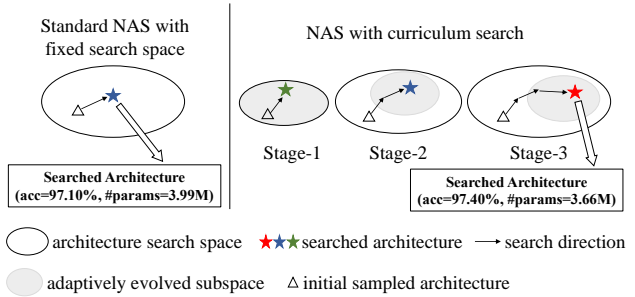 Standard NAS with
fixed search space
Searched Architecture
(acc=97.10%, #params=3.99M)
NAS with curriculum search
Stage-1
Stage-2
Stage-3
Searched Architecture
(acc=97.40%, #params=3.66M)
architecture search space
searched architecture
search direction
adaptively evolved subspace
initial sampled architecture